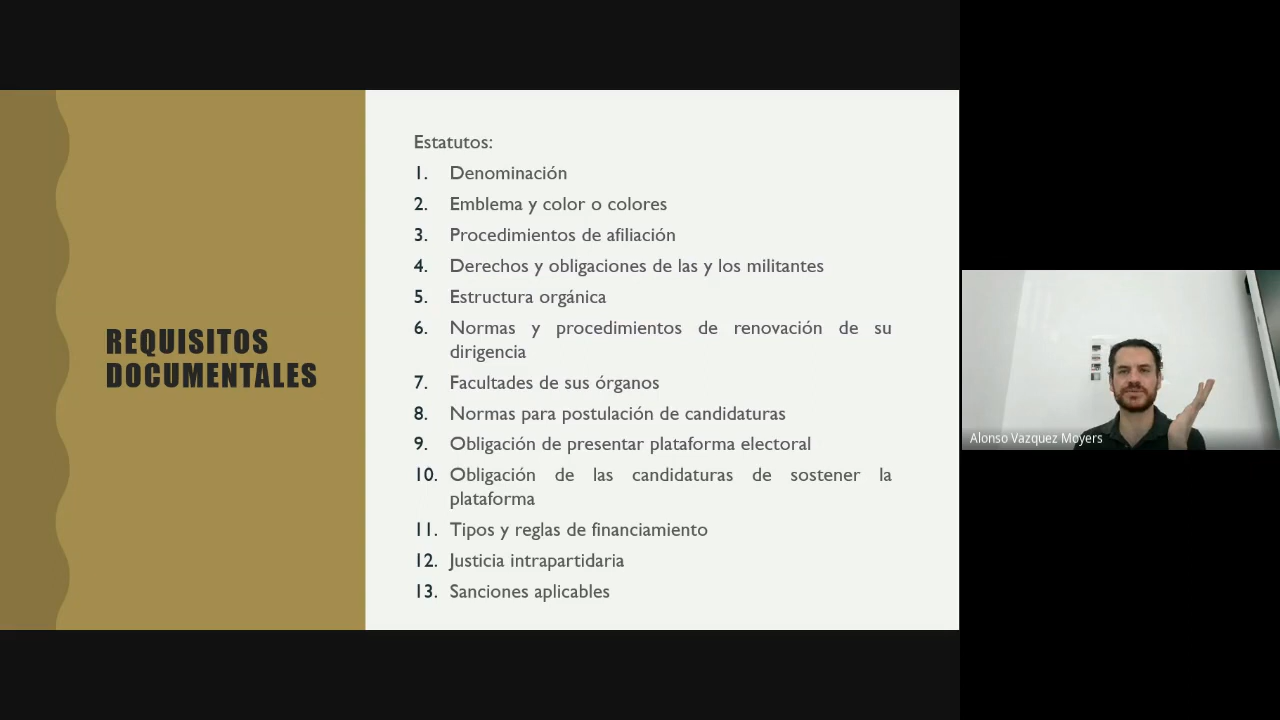 REQUISITOS
DOCUMENTALES
Estatutos:
1. Denominación
2. Emblema y color o colores
3. Procedimientos de afiliación
4. Derechos y obligaciones de las y los militantes
5. Estructura orgánica
6. Normas y procedimientos de renovación de su
dirigencia
7. Facultades de sus órganos
8. Normas para postulación de candidaturas
9. Obligación de presentar plataforma electoral
10. Obligación de las candidaturas de sostener la
plataforma
11. Tipos y reglas de financiamiento
12. Justicia intrapartidaria
13. Sanciones aplicables
Alonso Vazquez Moyers